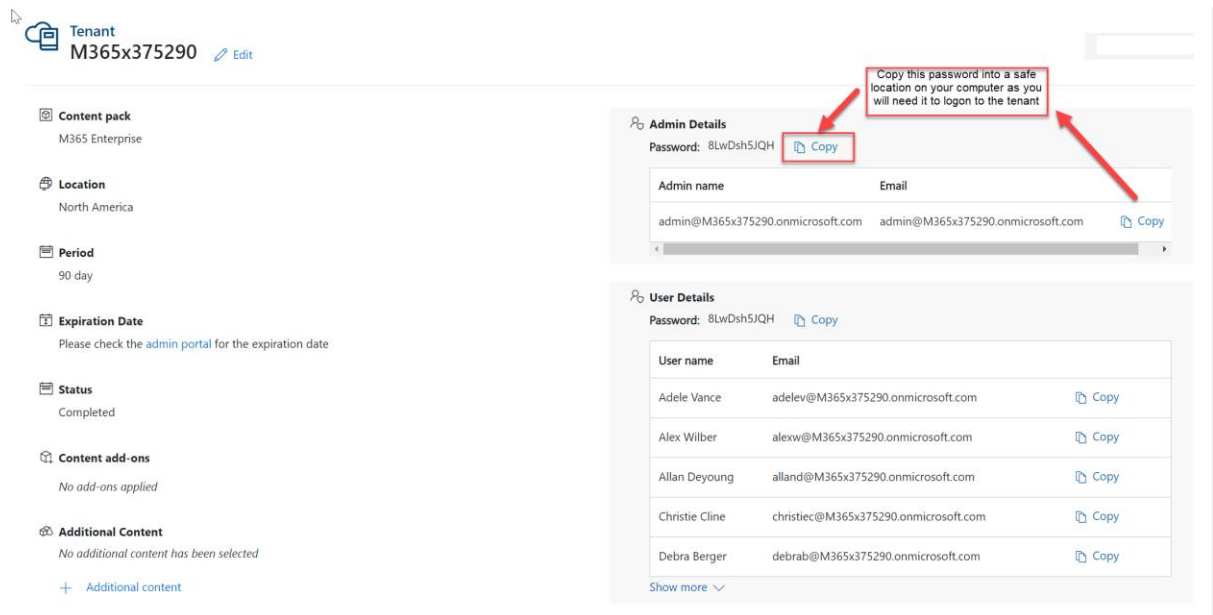 Tenant
M365x375290 Edit
Content pack
M365 Enterprise
Location
North America
Period
90 day
Expiration Date
Please check the admin portal for the expiration date
Status
Completed
Content add-ons
No add-ons applied
Additional Content
No additional content has been selected
+ Additional content
Copy this password into a safe
location on your computer as you
will need it to logon to the tenant
Admin Details
Password: 8LwDsh5JQH Copy
Admin name Email
admin@M365x375290.onmicrosoft.com admin@M365x375290.onmicrosoft.com Copy
User Details
Password: 8LwDsh5JQH Copy
User name Email
Adele Vance adelev@M365x375290.onmicrosoft.com Copy
Alex Wilber alexw@M365x375290.onmicrosoft.com Copy
Allan Deyoung alland@M365x375290.onmicrosoft.com Copy
Christie Cline christiec@M365x375290.onmicrosoft.com Copy
Debra Berger debrab@M365x375290.onmicrosoft.com Copy
Show more